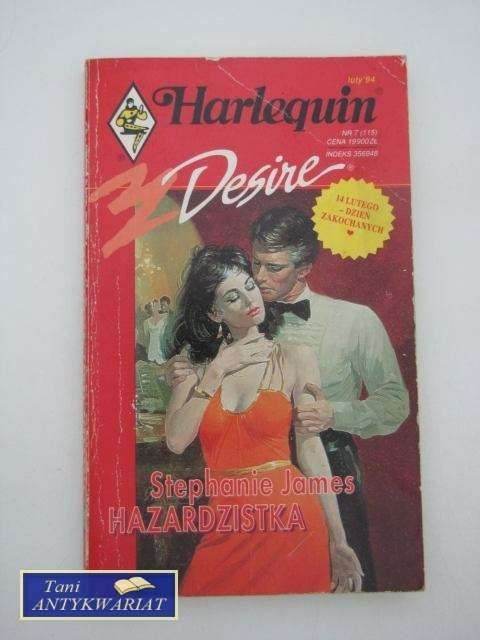 luty '94
Harlequin®
NR 7 (115)
CENA 19900 ZŁ
INDEKS 356948
Desire®
14 LUTEGO
– DZIEŃ
ZAKOCHANYCH
♥
Stephanie James
HAZARDZISTKA
Tani
ANTYKWARIAT